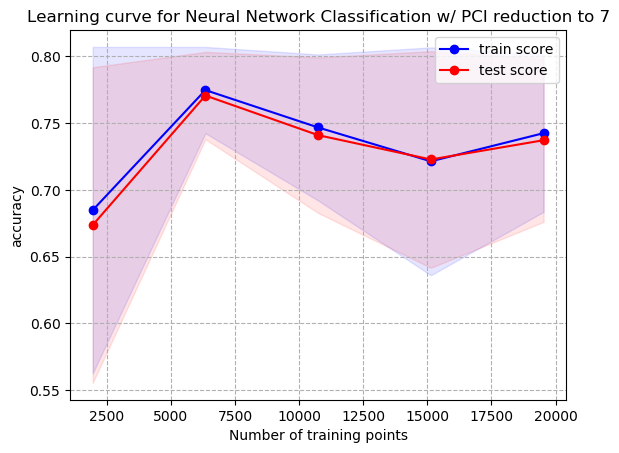 Learning curve for Neural Network Classification w/ PCI reduction to 7
train score
test score
0.80
0.75
0.70
0.65
0.60
0.55
accuracy
2500 5000 7500 10000 12500 15000 17500 20000
Number of training points